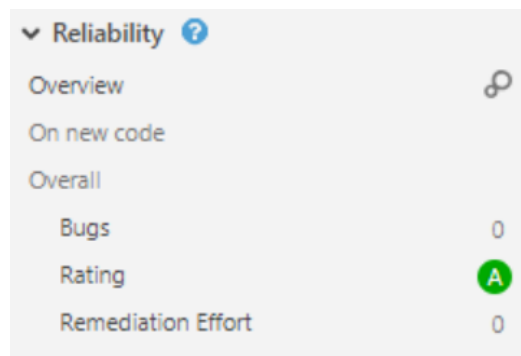 Reliability ?
Overview
On new code
Overall
Bugs 0
Rating A
Remediation Effort 0